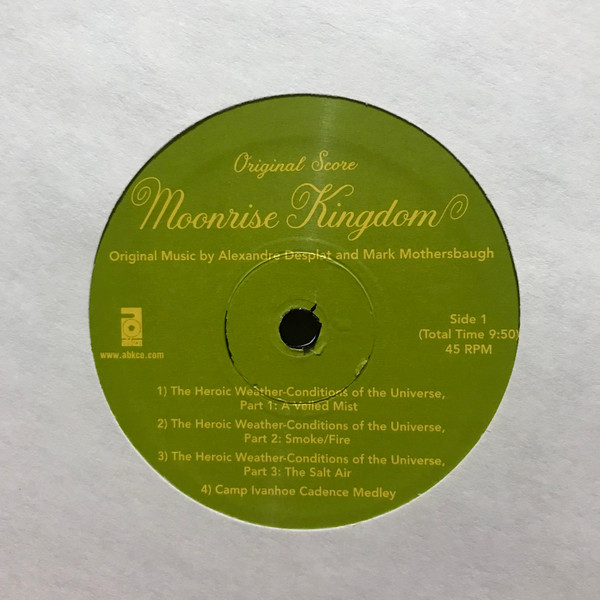 Original Score
Moonrise Kingdom
Original Music by Alexandre Desplat and Mark Mothersbaugh
Side 1
(Total Time 9:50)
45 RPM
abkco
www.abkco.com
1) The Heroic Weather-Conditions of the Universe,
Part 1: A Veiled Mist
2) The Heroic Weather-Conditions of the Universe,
Part 2: Smoke/Fire
3) The Heroic Weather-Conditions of the Universe,
Part 3: The Salt Air
4) Camp Ivanhoe Cadence Medley